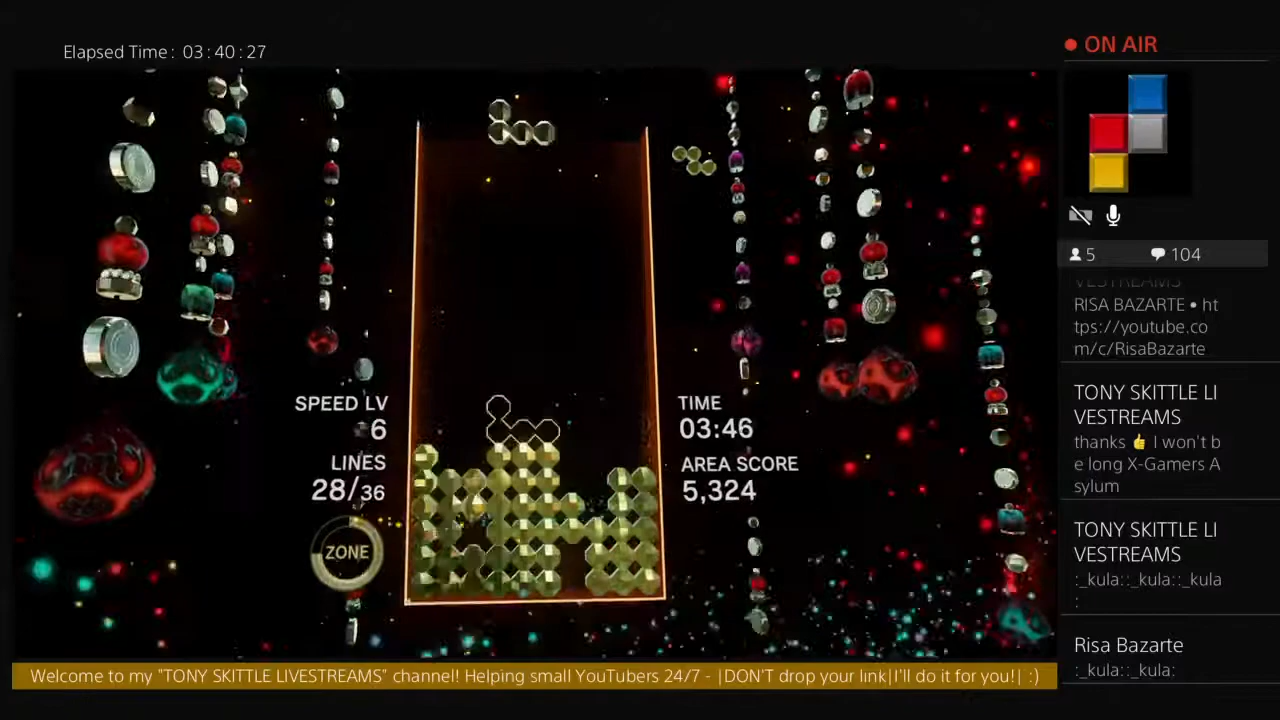 Elapsed Time: 03:40:27
ON AIR
5
104
VESTREAMS
RISA BAZARTE • ht
tps://youtube.co
m/c/RisaBazarte
TONY SKITTLE LI
VESTREAMS
thanks 👍 I won't b
e long X-Gamers A
sylum
TONY SKITTLE LI
VESTREAMS
:_kula::_kula::_kula
:
Risa Bazarte
:_kula::_kula:
SPEED LV
6
LINES
28/36
ZONE
TIME
03:46
AREA SCORE
5,324
Welcome to my "TONY SKITTLE LIVESTREAMS" channel! Helping small YouTubers 24/7 - |DON'T drop your link|I'll do it for you!| :)